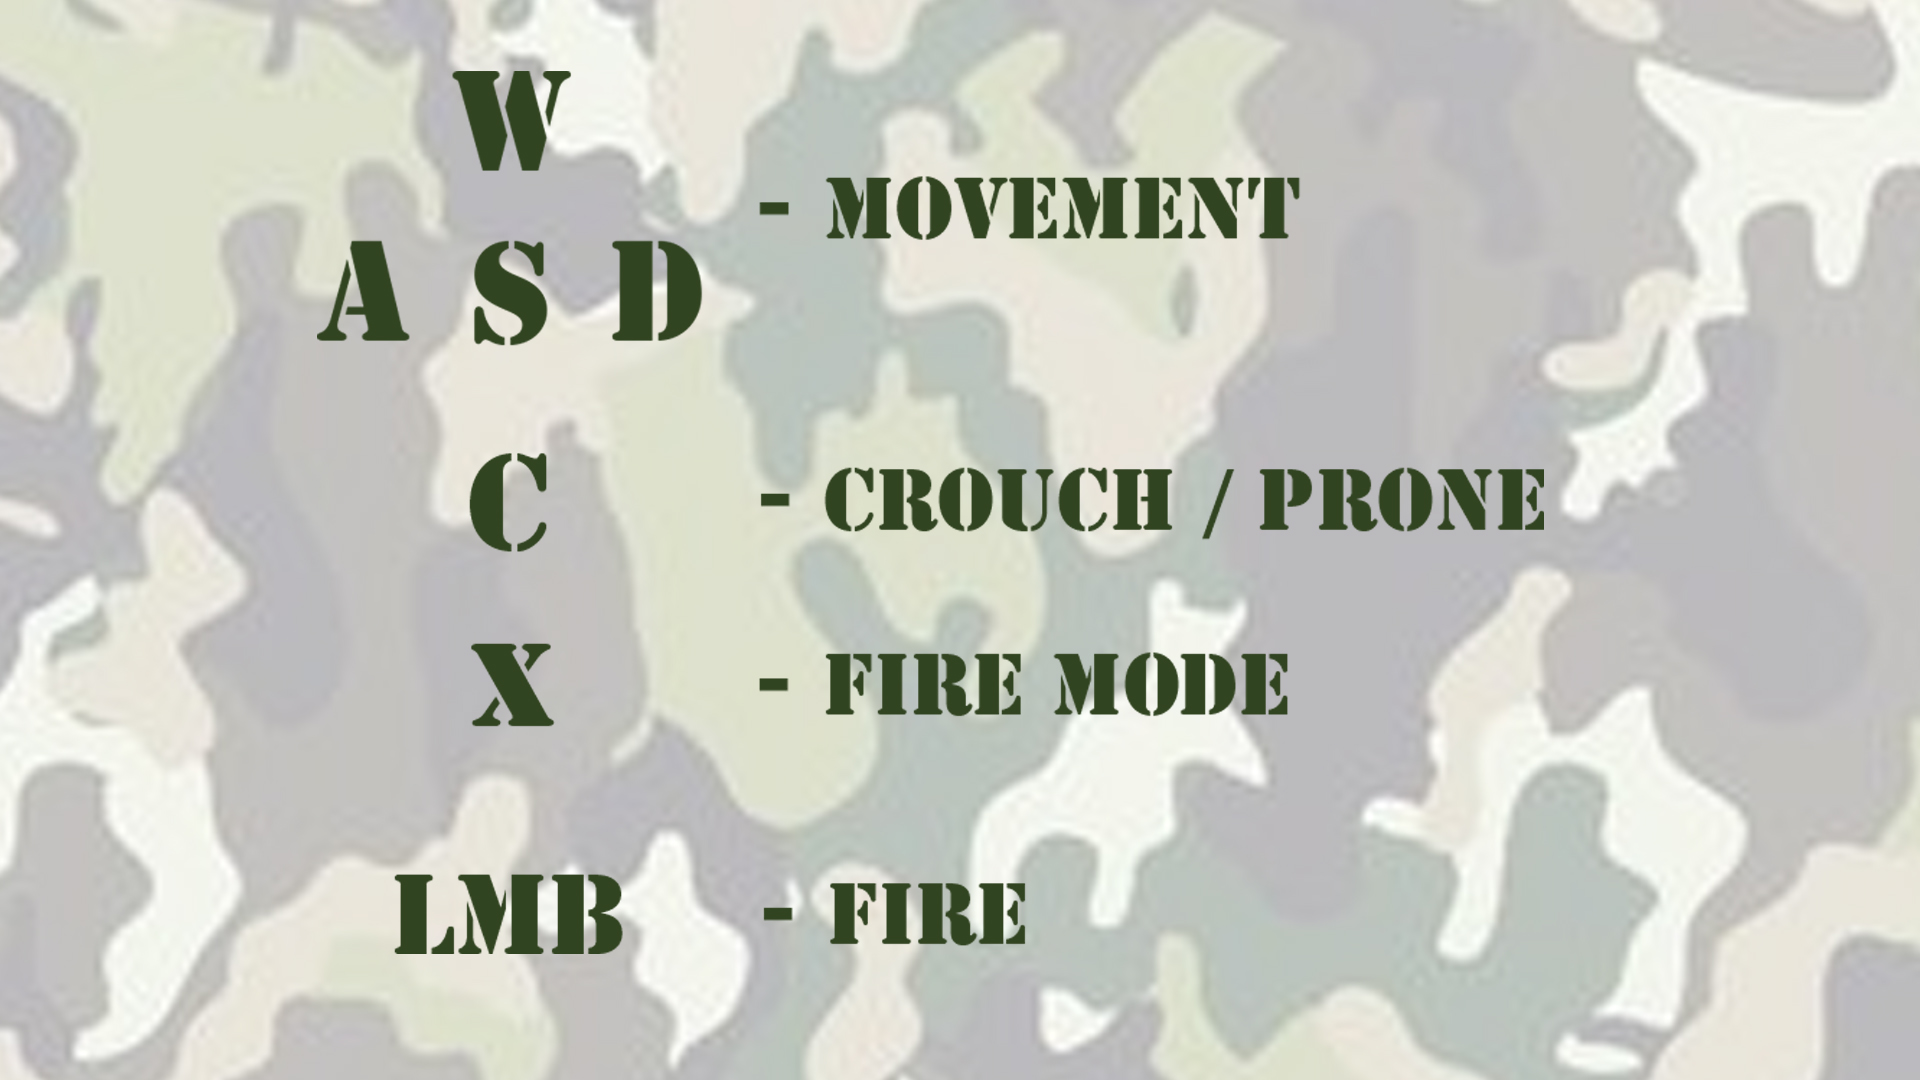 W
- MOVEMENT
A S D
C - CROUCH / PRONE
X - FIRE MODE
LMB - FIRE